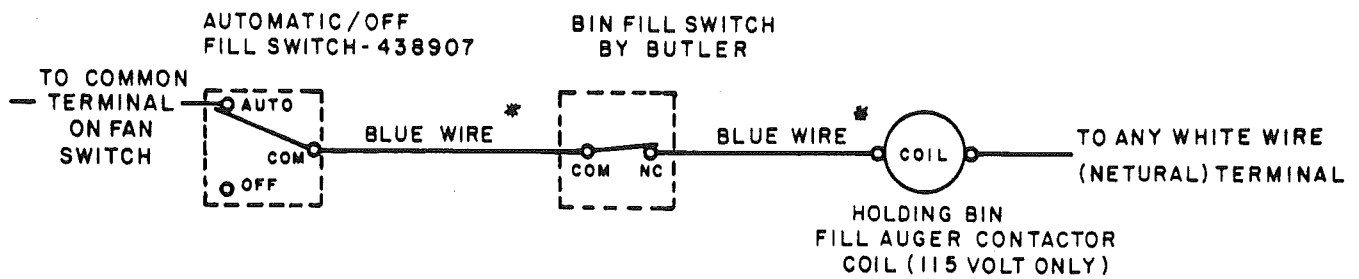 AUTOMATIC/OFF
FILL SWITCH-438907
BIN FILL SWITCH
BY BUTLER
TO COMMON
TERMINAL
ON FAN
SWITCH
AUTO
COM
OFF
BLUE WIRE *
COM NC
BLUE WIRE *
COIL
TO ANY WHITE WIRE
(NETURAL) TERMINAL
HOLDING BIN
FILL AUGER CONTACTOR
COIL (115 VOLT ONLY)